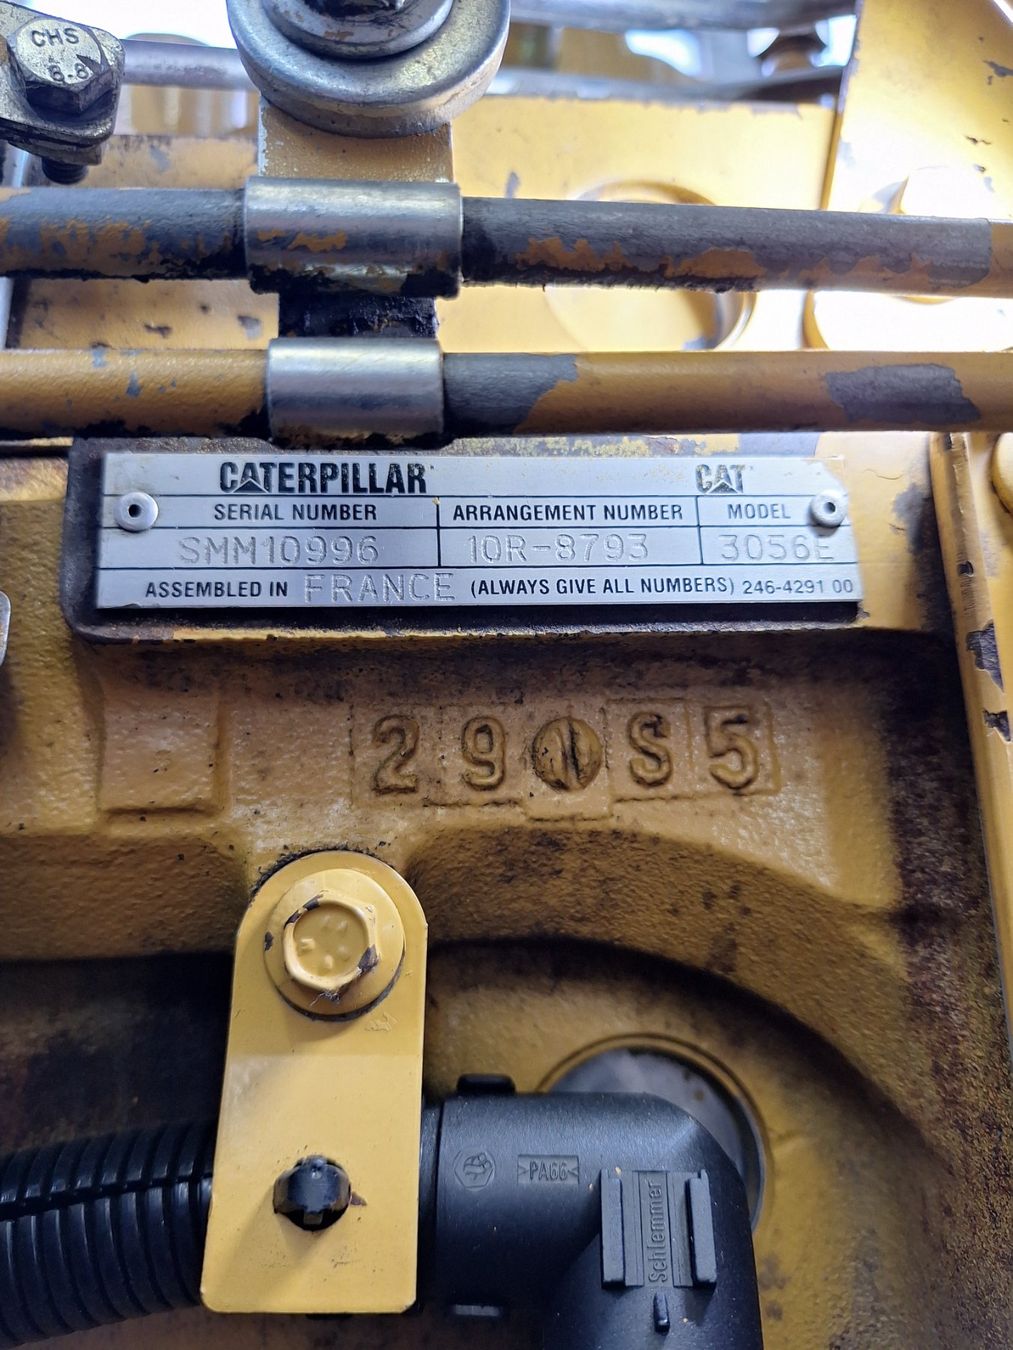 CHS
8.8
CATERPILLAR CAT
SERIAL NUMBER ARRANGEMENT NUMBER MODEL
SMM10996 10R-8793 3056E
ASSEMBLED IN FRANCE (ALWAYS GIVE ALL NUMBERS) 246-4291 00
29 S5
>PA66<
Schlemmer